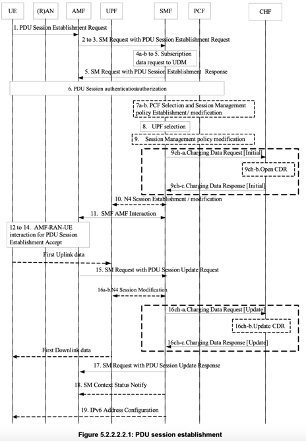 UE
(R)AN
AMF
UPF
SMF
PCF
CHF
1. PDU Session Establishment Request
2 to 3. SM Request with PDU Session Establishment Request
4a-b to 5. Subscription
data request to UDM
5. SM Request with PDU Session Establishment Response
6. PDU Session authentication/authorization
7a-b. PCF Selection and Session Management
policy Establishment/ modification
8. UPF selection
9. Session Management policy modification
9ch-a.Charging Data Request [Initial]
9ch-b.Open CDR
9ch-c.Charging Data Response [Initial]
10. N4 Session Establishment / modification
11. SMF AMF Interaction
12 to 14. AMF-RAN-UE
interaction for PDU Session
Establishment Accept
First Uplink data
15. SM Request with PDU Session Update Request
16a-b.N4 Session Modification
16ch-a.Charging Data Request [Update]
16ch-b.Update CDR
16ch-c.Charging Data Response [Update]
First Downlink data
17. SM Request with PDU Session Update Response
18. SM Context Status Notify
19. IPv6 Address Configuration
Figure 5.2.2.2.2.1: PDU session establishment